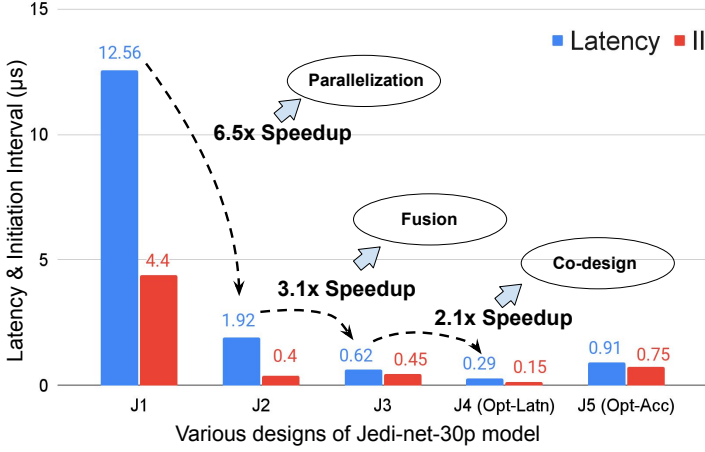 15
12.56
Latency
II
Parallelization
10
6.5x Speedup
Fusion
Co-design
5
4.4
3.1x Speedup
2.1x Speedup
1.92
0.4
0.62
0.45
0.29
0.15
0.91
0.75
0
J1
J2
J3
J4 (Opt-Latn)
J5 (Opt-Acc)
Latency & Initiation Interval (μs)
Various designs of Jedi-net-30p model